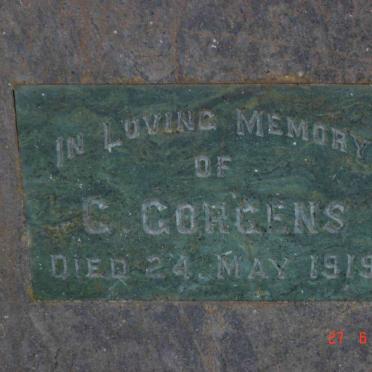 IN LOVING MEMORY
OF
C. GORGENS
DIED 24 MAY 1919
27 6